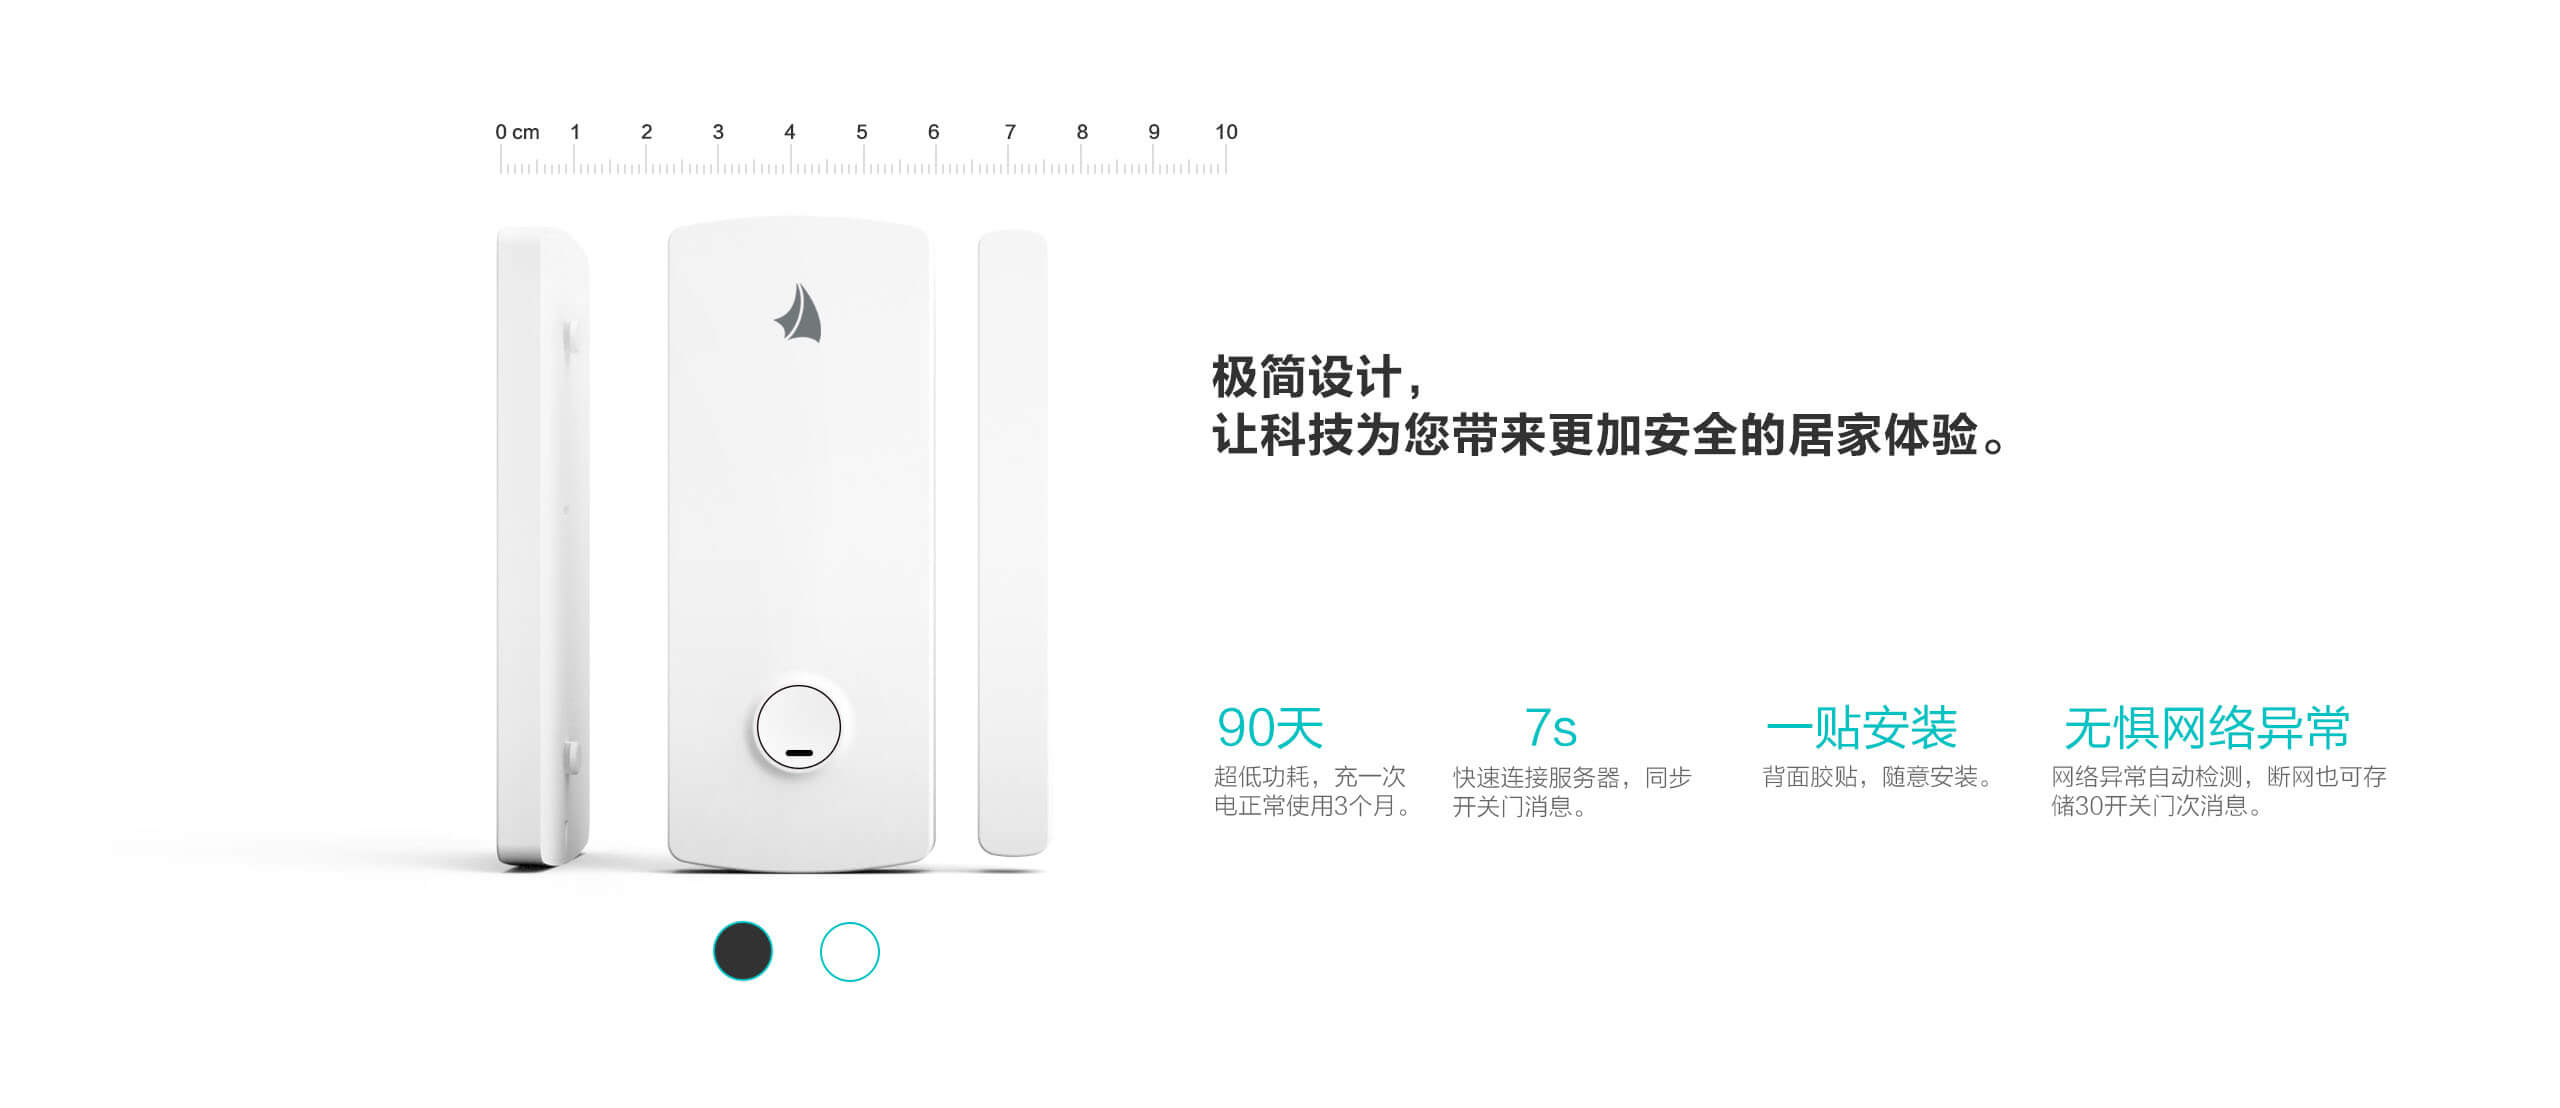 0 cm 1 2 3 4 5 6 7 8 9 10
极简设计，
让科技为您带来更加安全的居家体验。
90天
超低功耗，充一次
电正常使用3个月。
7s
快速连接服务器，同步
开关门消息。
一贴安装
背面胶贴，随意安装。
无惧网络异常
网络异常自动检测，断网也可存
储30开关门次消息。